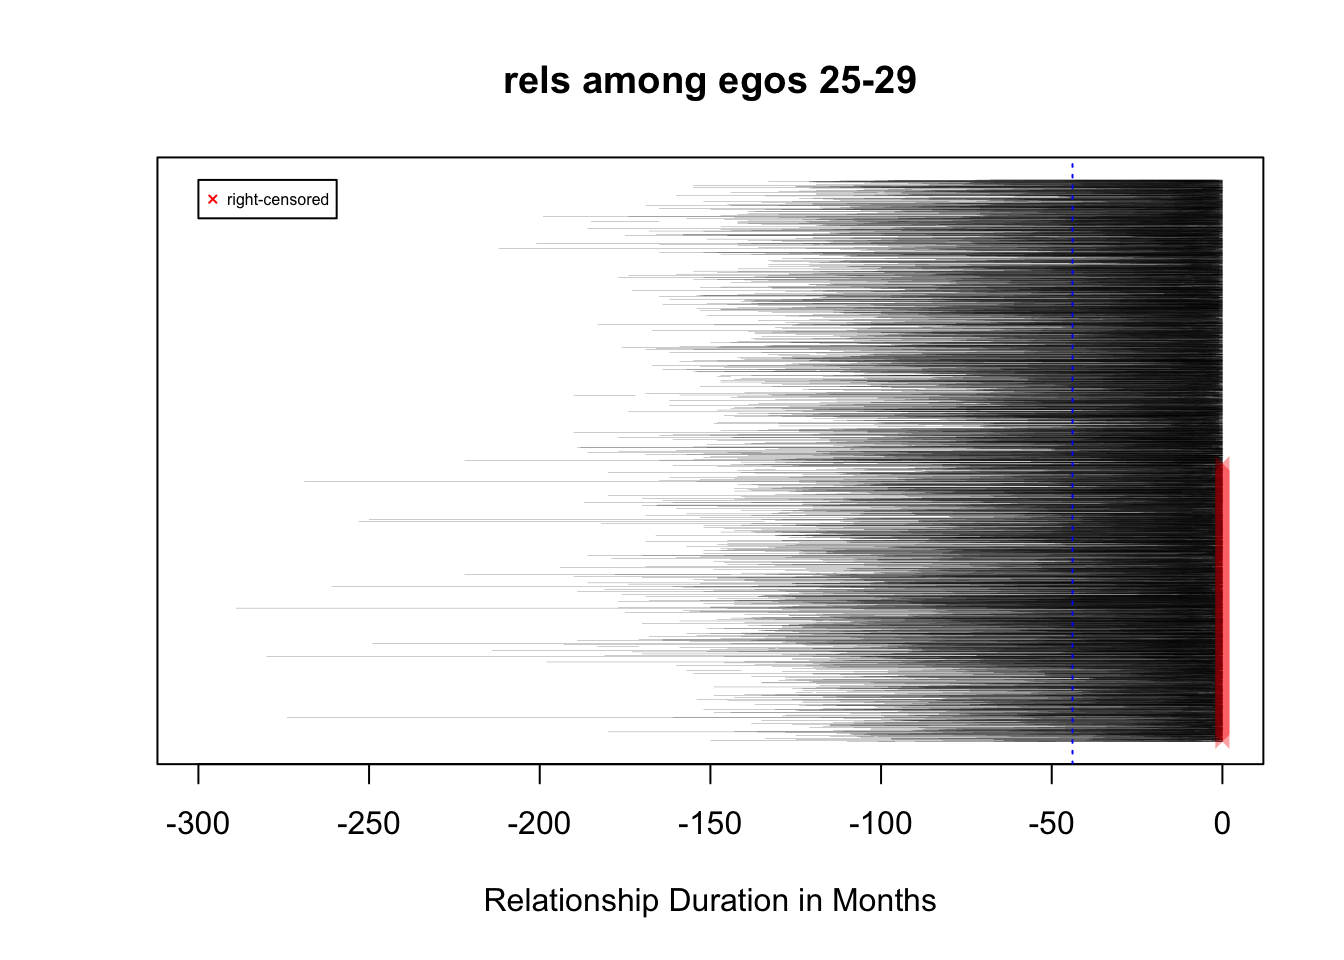 rels among egos 25-29
right-censored
-300 -250 -200 -150 -100 -50 0
Relationship Duration in Months